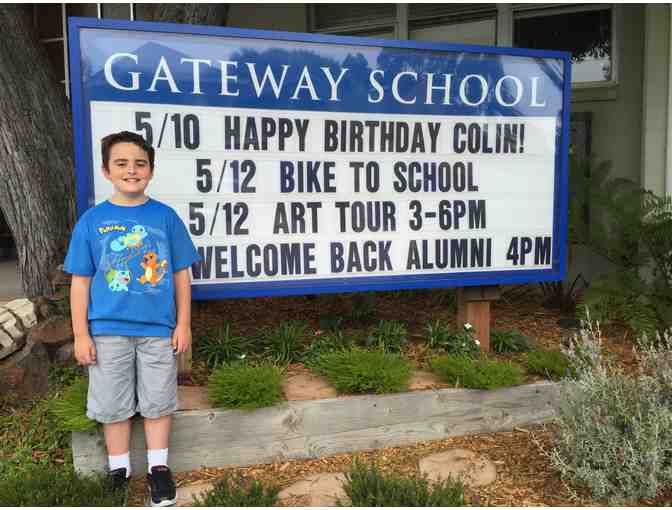 GATEWAY SCHOOL
5/10 HAPPY BIRTHDAY COLIN!
5/12 BIKE TO SCHOOL
5/12 ART TOUR 3-6PM
WELCOME BACK ALUMNI 4PM
POKéMON